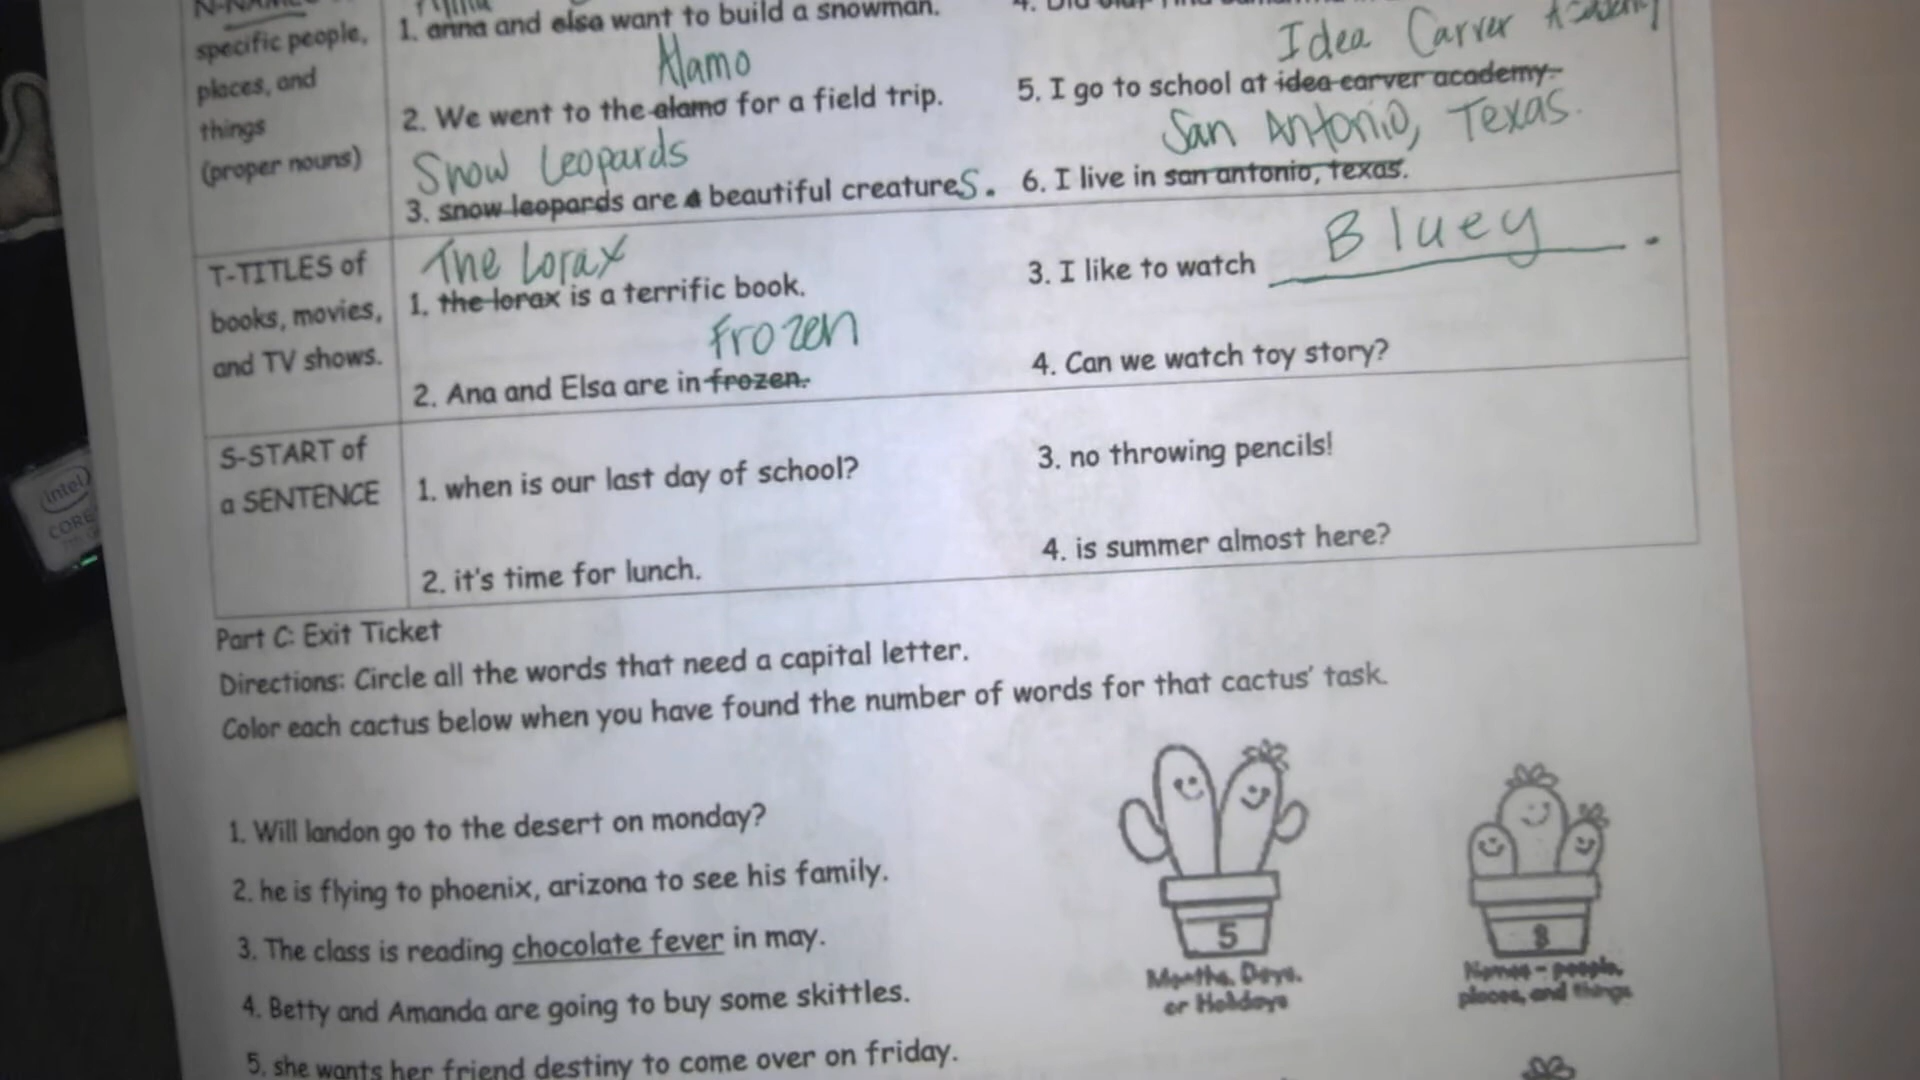 specific people,
places, and
things
(proper nouns)
1. anna and elsa want to build a snowman.
Alamo
2. We went to the alamo for a field trip.
Snow Leopards
3. snow leopards are beautiful creatures.
Idea Carver Academy
5. I go to school at idea carver academy.
San Antonio, Texas.
6. I live in san antonio, texas.
T-TITLES of
books, movies,
and TV shows.
The Lorax
1. the lorax is a terrific book.
Frozen
2. Ana and Elsa are in frozen.
3. I like to watch Bluey.
4. Can we watch toy story?
S-START of
a SENTENCE
1. when is our last day of school?
2. it's time for lunch.
3. no throwing pencils!
4. is summer almost here?
intel
CORE
Part C: Exit Ticket
Directions: Circle all the words that need a capital letter.
Color each cactus below when you have found the number of words for that cactus' task.
1. Will landon go to the desert on monday?
2. he is flying to phoenix, arizona to see his family.
3. The class is reading chocolate fever in may.
4. Betty and Amanda are going to buy some skittles.
5. she wants her friend destiny to come over on friday.
5
Months, Days,
or Holidays
8
Names - people,
places, and things